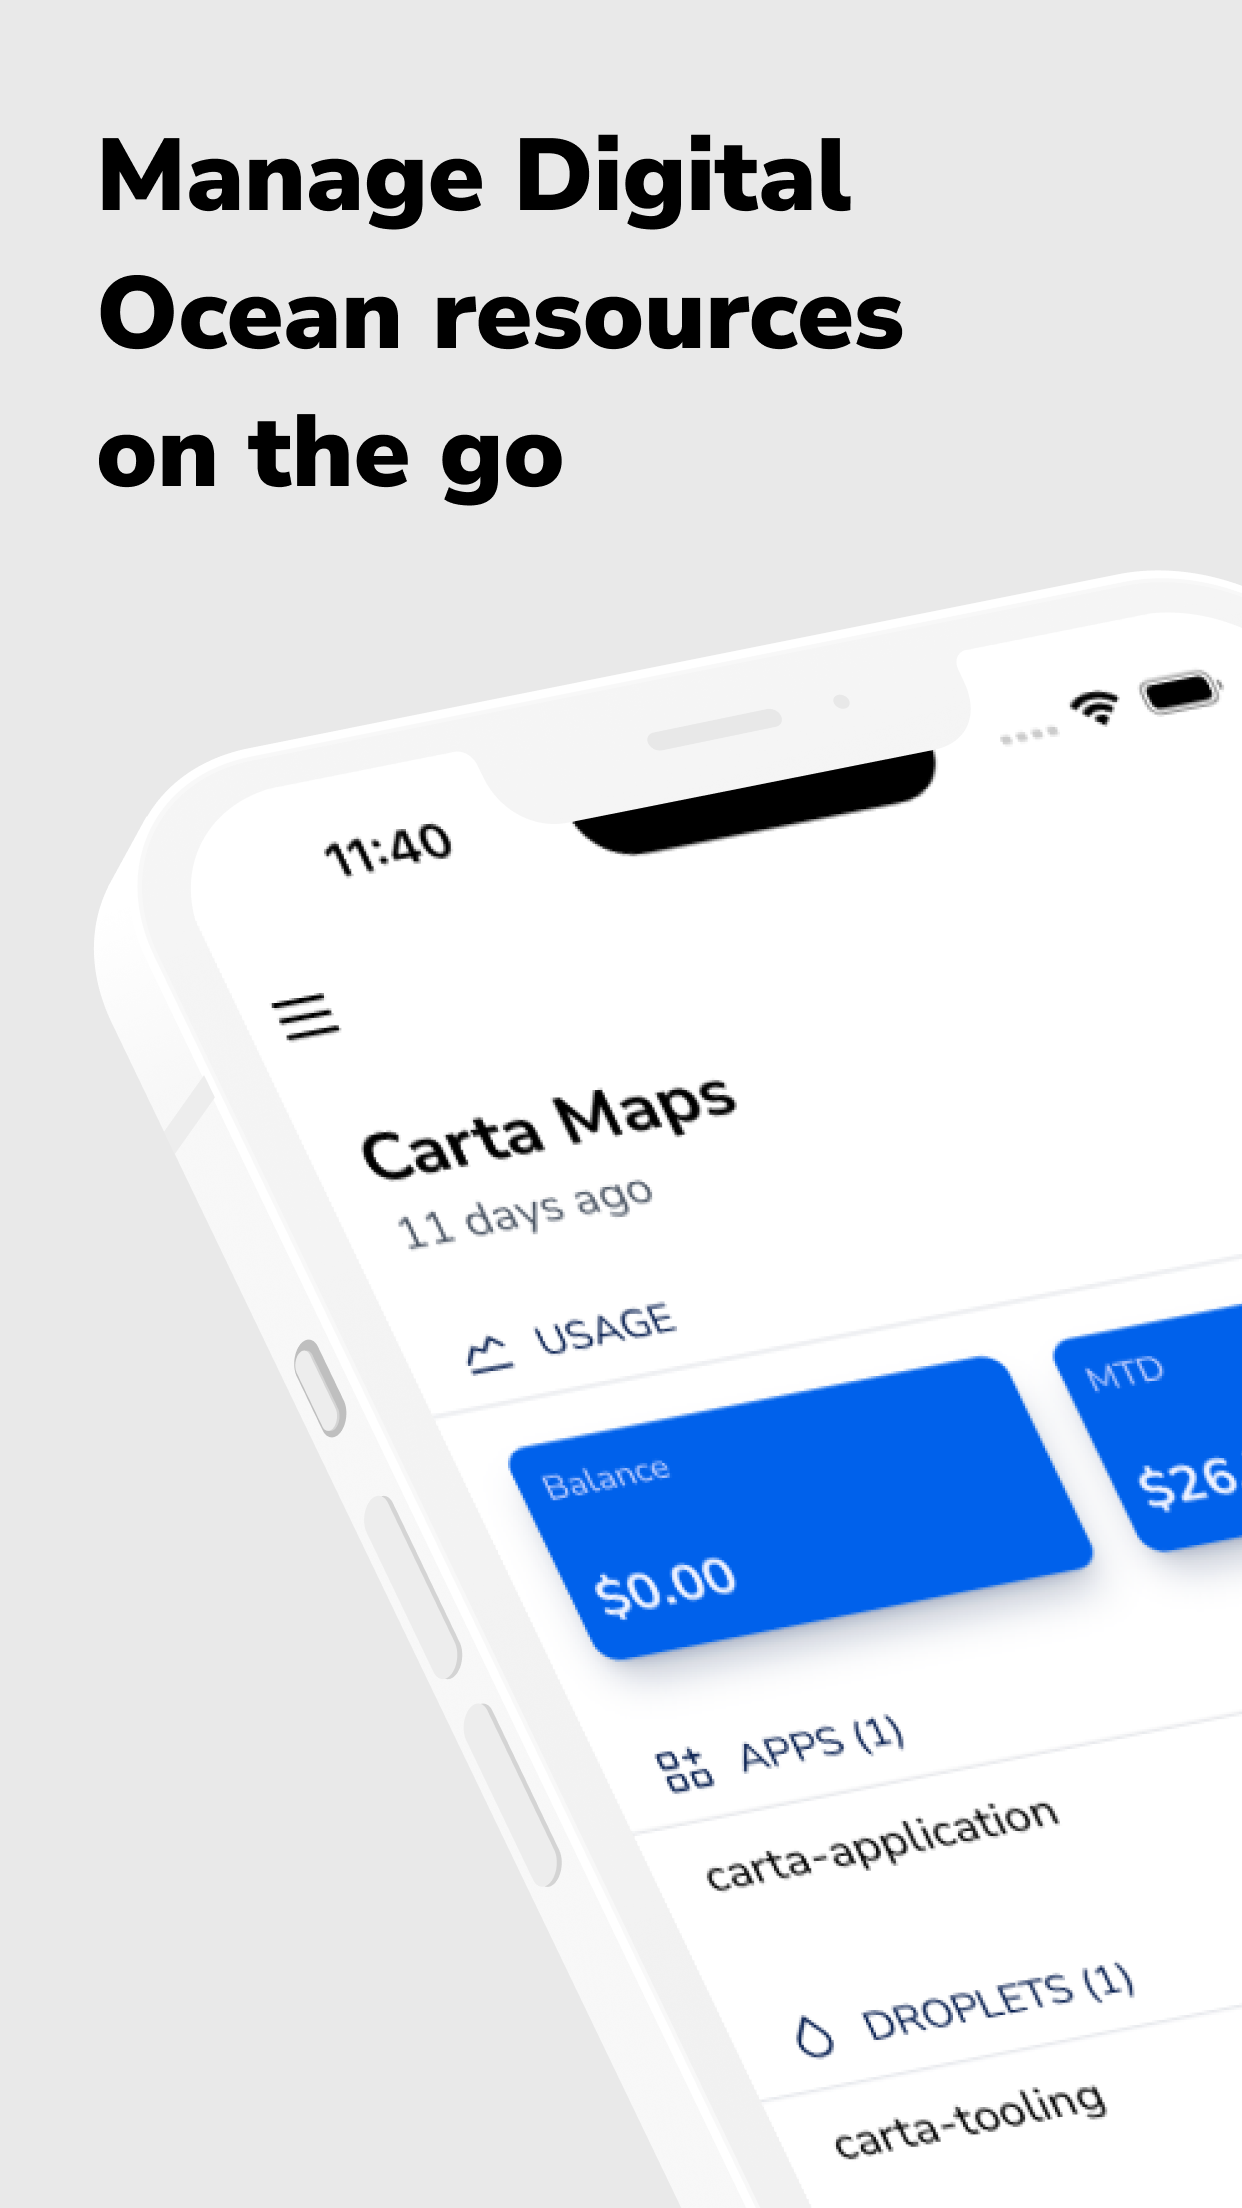 Manage Digital
Ocean resources
on the go
11:40
Carta Maps
11 days ago
USAGE
Balance
$0.00
MTD
$26
APPS (1)
carta-application
DROPLETS (1)
carta-tooling